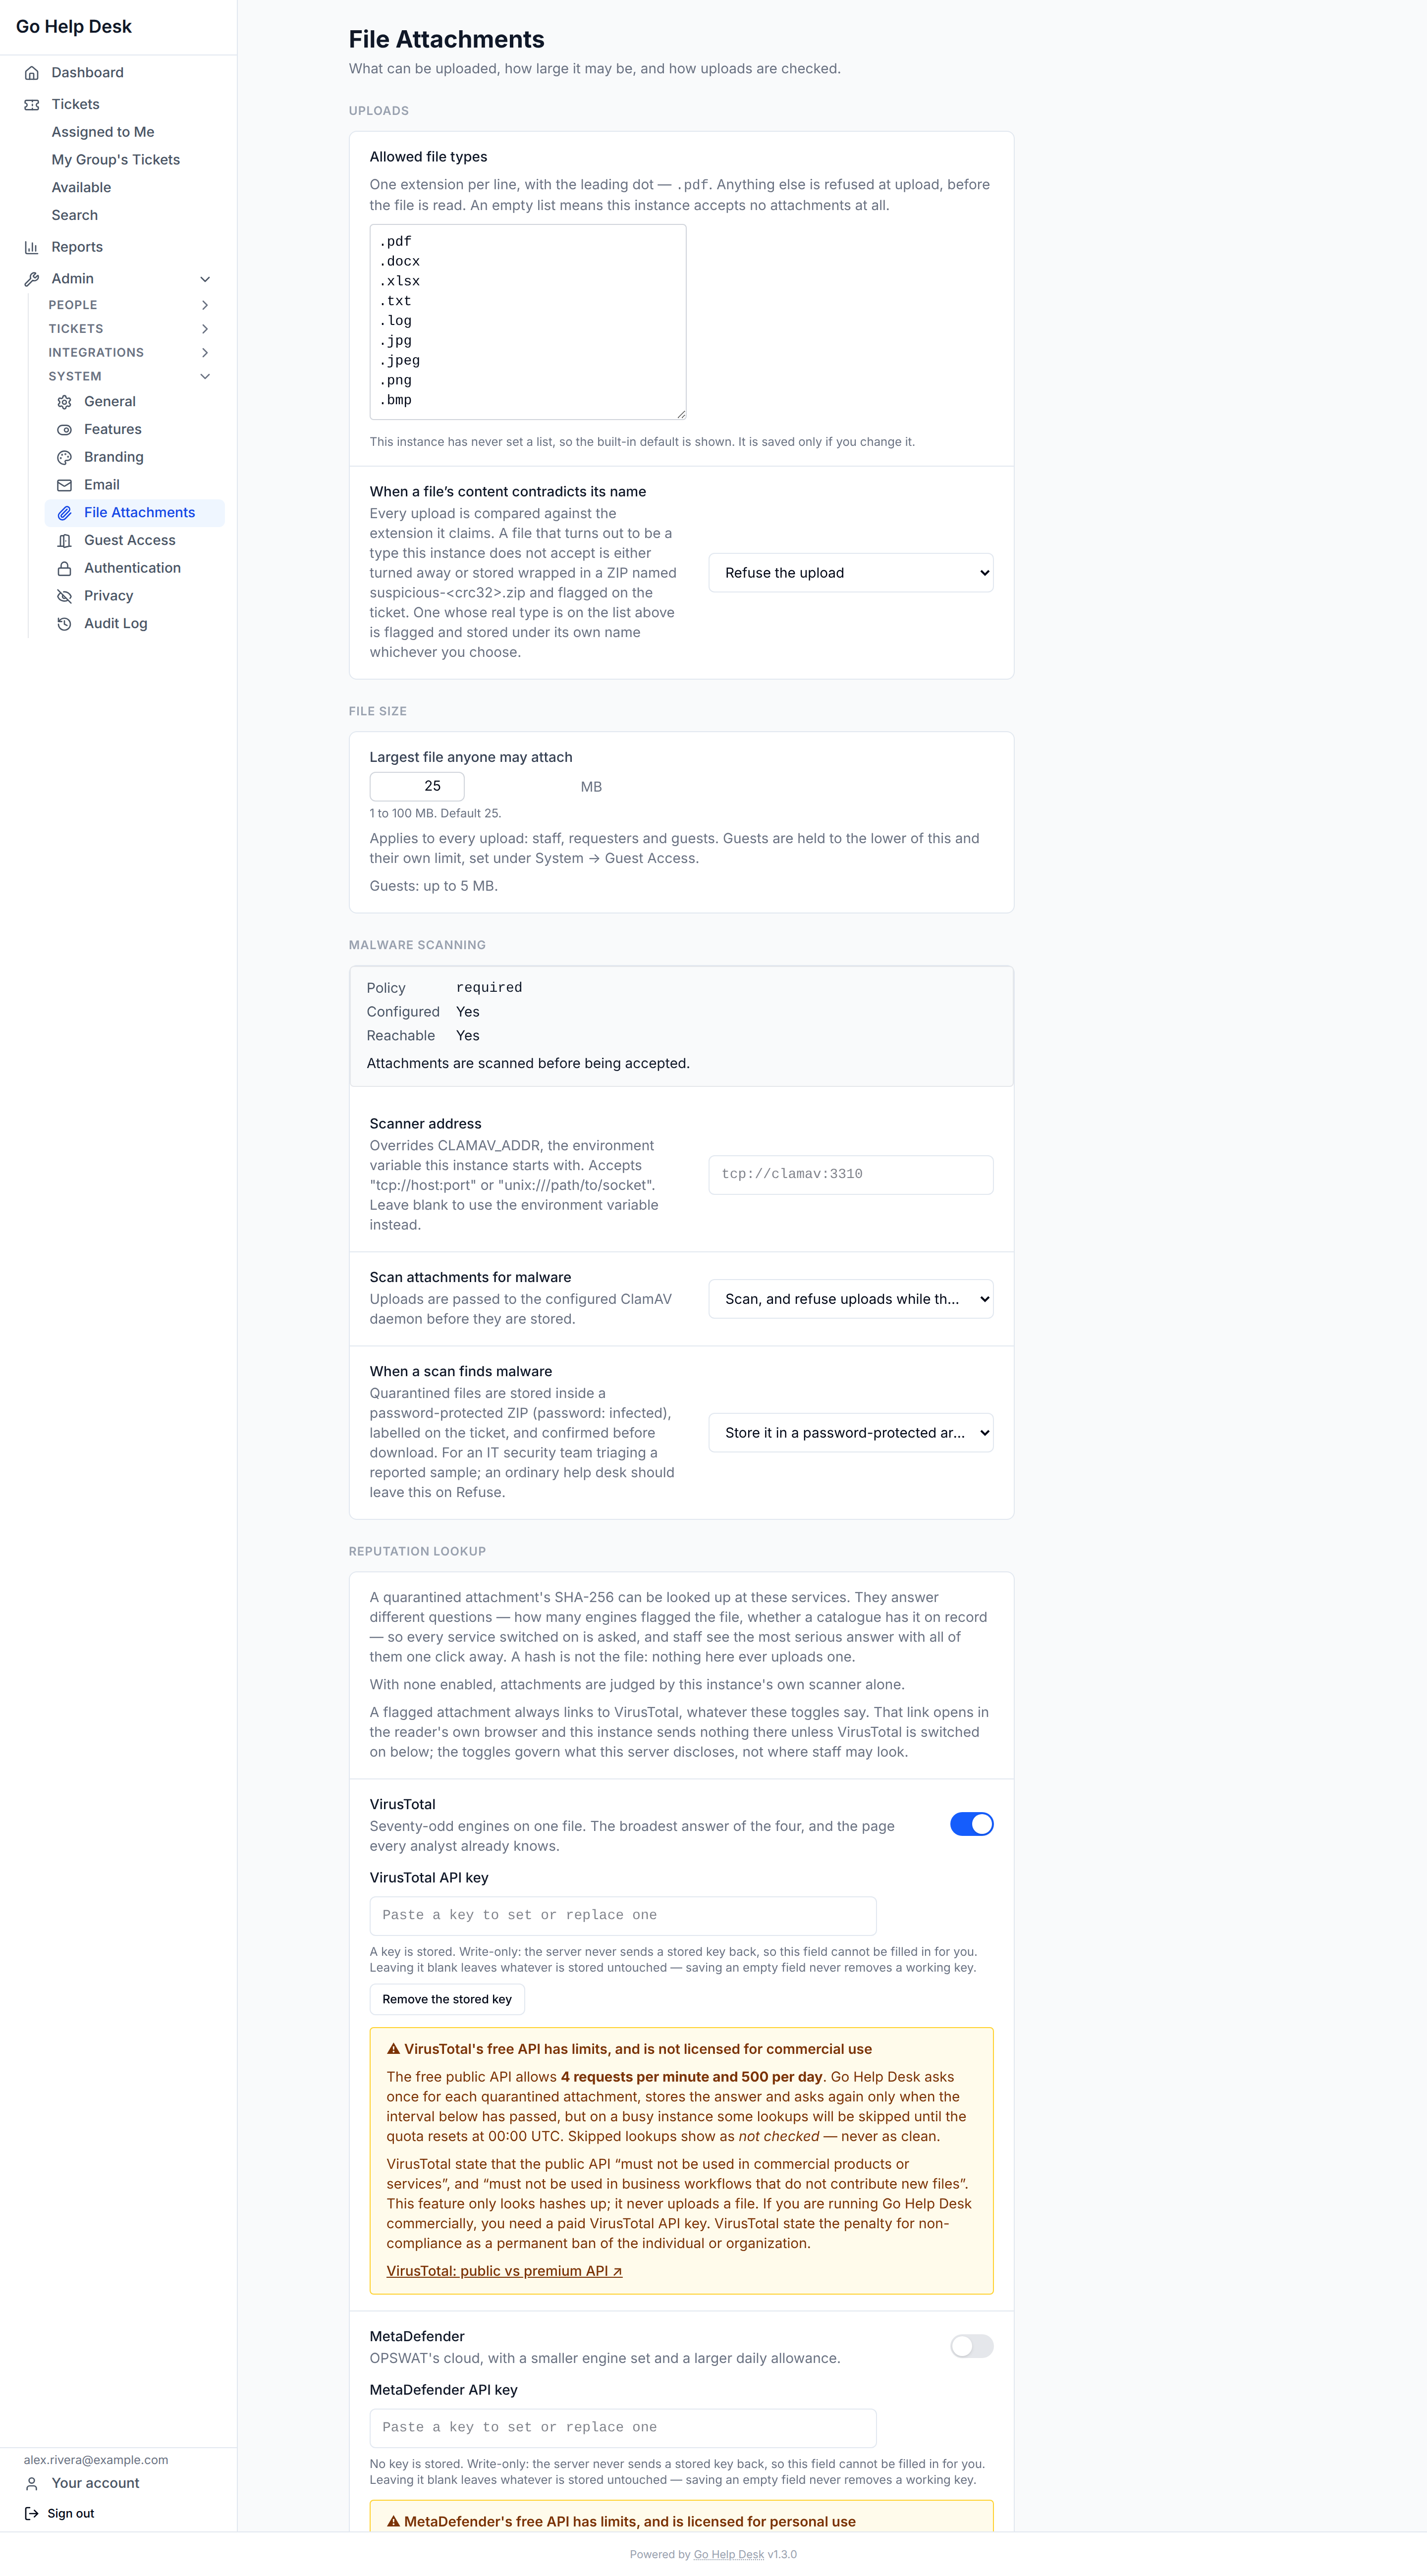 Go Help Desk
Dashboard
Tickets
Assigned to Me
My Group's Tickets
Available
Search
Reports
Admin
PEOPLE
TICKETS
INTEGRATIONS
SYSTEM
General
Features
Branding
Email
File Attachments
Guest Access
Authentication
Privacy
Audit Log
alex.rivera@example.com
Your account
Sign out
File Attachments
What can be uploaded, how large it may be, and how uploads are checked.
UPLOADS
Allowed file types
One extension per line, with the leading dot — .pdf. Anything else is refused at upload, before
the file is read. An empty list means this instance accepts no attachments at all.
.pdf
.docx
.xlsx
.txt
.log
.jpg
.jpeg
.png
.bmp
This instance has never set a list, so the built-in default is shown. It is saved only if you change it.
When a file’s content contradicts its name
Every upload is compared against the
extension it claims. A file that turns out to be a
type this instance does not accept is either
turned away or stored wrapped in a ZIP named
suspicious-<crc32>.zip and flagged on the
ticket. One whose real type is on the list above
is flagged and stored under its own name
whichever you choose.
Refuse the upload
FILE SIZE
Largest file anyone may attach
25 MB
1 to 100 MB. Default 25.
Applies to every upload: staff, requesters and guests. Guests are held to the lower of this and
their own limit, set under System → Guest Access.
Guests: up to 5 MB.
MALWARE SCANNING
Policy required
Configured Yes
Reachable Yes
Attachments are scanned before being accepted.
Scanner address
Overrides CLAMAV_ADDR, the environment
variable this instance starts with. Accepts
"tcp://host:port" or "unix:///path/to/socket".
Leave blank to use the environment variable
instead.
tcp://clamav:3310
Scan attachments for malware
Uploads are passed to the configured ClamAV
daemon before they are stored.
Scan, and refuse uploads while th...
When a scan finds malware
Quarantined files are stored inside a
password-protected ZIP (password: infected),
labelled on the ticket, and confirmed before
download. For an IT security team triaging a
reported sample; an ordinary help desk should
leave this on Refuse.
Store it in a password-protected ar...
REPUTATION LOOKUP
A quarantined attachment's SHA-256 can be looked up at these services. They answer
different questions — how many engines flagged the file, whether a catalogue has it on record
— so every service switched on is asked, and staff see the most serious answer with all of
them one click away. A hash is not the file: nothing here ever uploads one.
With none enabled, attachments are judged by this instance's own scanner alone.
A flagged attachment always links to VirusTotal, whatever these toggles say. That link opens in
the reader's own browser and this instance sends nothing there unless VirusTotal is switched
on below; the toggles govern what this server discloses, not where staff may look.
VirusTotal
Seventy-odd engines on one file. The broadest answer of the four, and the page
every analyst already knows.
VirusTotal API key
Paste a key to set or replace one
A key is stored. Write-only: the server never sends a stored key back, so this field cannot be filled in for you.
Leaving it blank leaves whatever is stored untouched — saving an empty field never removes a working key.
Remove the stored key
⚠ VirusTotal's free API has limits, and is not licensed for commercial use
The free public API allows 4 requests per minute and 500 per day. Go Help Desk asks
once for each quarantined attachment, stores the answer and asks again only when the
interval below has passed, but on a busy instance some lookups will be skipped until the
quota resets at 00:00 UTC. Skipped lookups show as not checked — never as clean.
VirusTotal state that the public API “must not be used in commercial products or
services”, and “must not be used in business workflows that do not contribute new files”.
This feature only looks hashes up; it never uploads a file. If you are running Go Help Desk
commercially, you need a paid VirusTotal API key. VirusTotal state the penalty for non-
compliance as a permanent ban of the individual or organization.
VirusTotal: public vs premium API ↗
MetaDefender
OPSWAT's cloud, with a smaller engine set and a larger daily allowance.
MetaDefender API key
Paste a key to set or replace one
No key is stored. Write-only: the server never sends a stored key back, so this field cannot be filled in for you.
Leaving it blank leaves whatever is stored untouched — saving an empty field never removes a working key.
⚠ MetaDefender's free API has limits, and is licensed for personal use
Powered by Go Help Desk v1.3.0